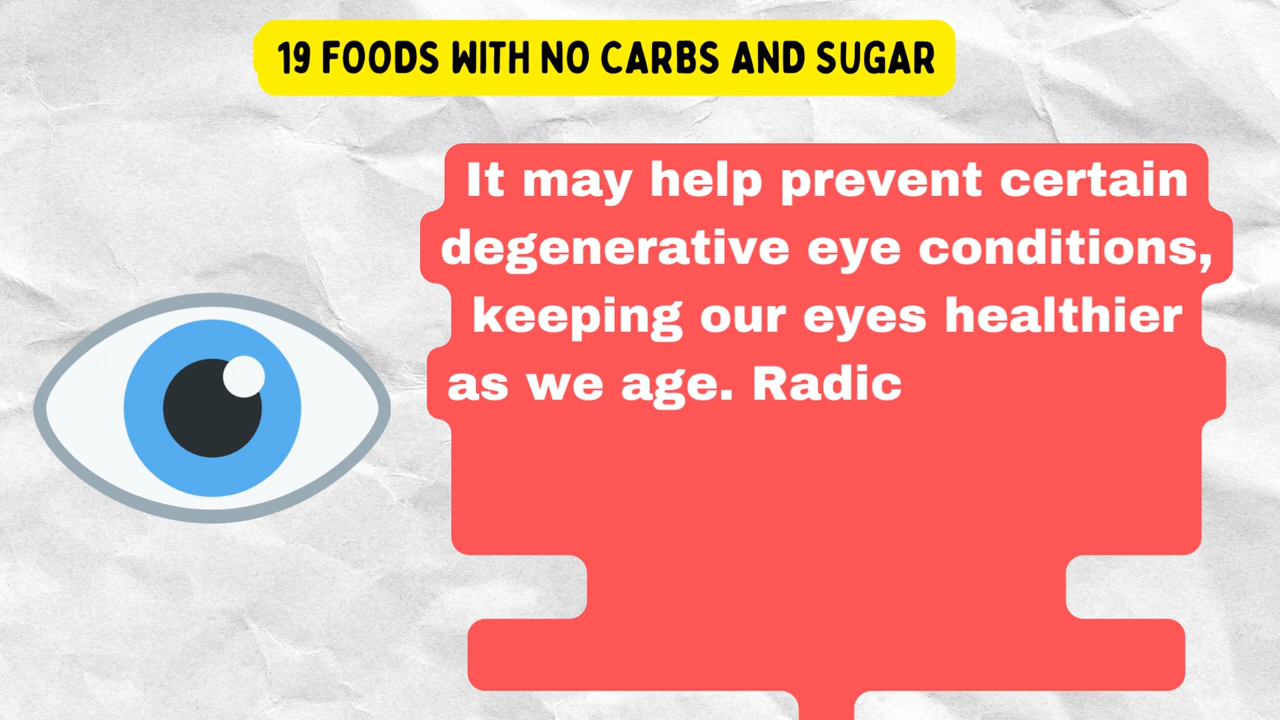 19 FOODS WITH NO CARBS AND SUGAR
It may help prevent certain
degenerative eye conditions,
keeping our eyes healthier
as we age. Radic